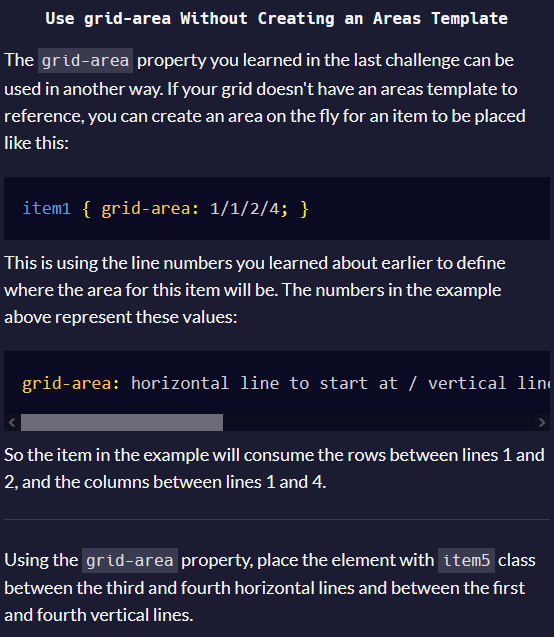 Use grid-area Without Creating an Areas Template
The grid-area property you learned in the last challenge can be
used in another way. If your grid doesn't have an areas template to
reference, you can create an area on the fly for an item to be placed
like this:
item1 { grid-area: 1/1/2/4; }
This is using the line numbers you learned about earlier to define
where the area for this item will be. The numbers in the example
above represent these values:
grid-area: horizontal line to start at / vertical line
So the item in the example will consume the rows between lines 1 and
2, and the columns between lines 1 and 4.
Using the grid-area property, place the element with item5 class
between the third and fourth horizontal lines and between the first
and fourth vertical lines.